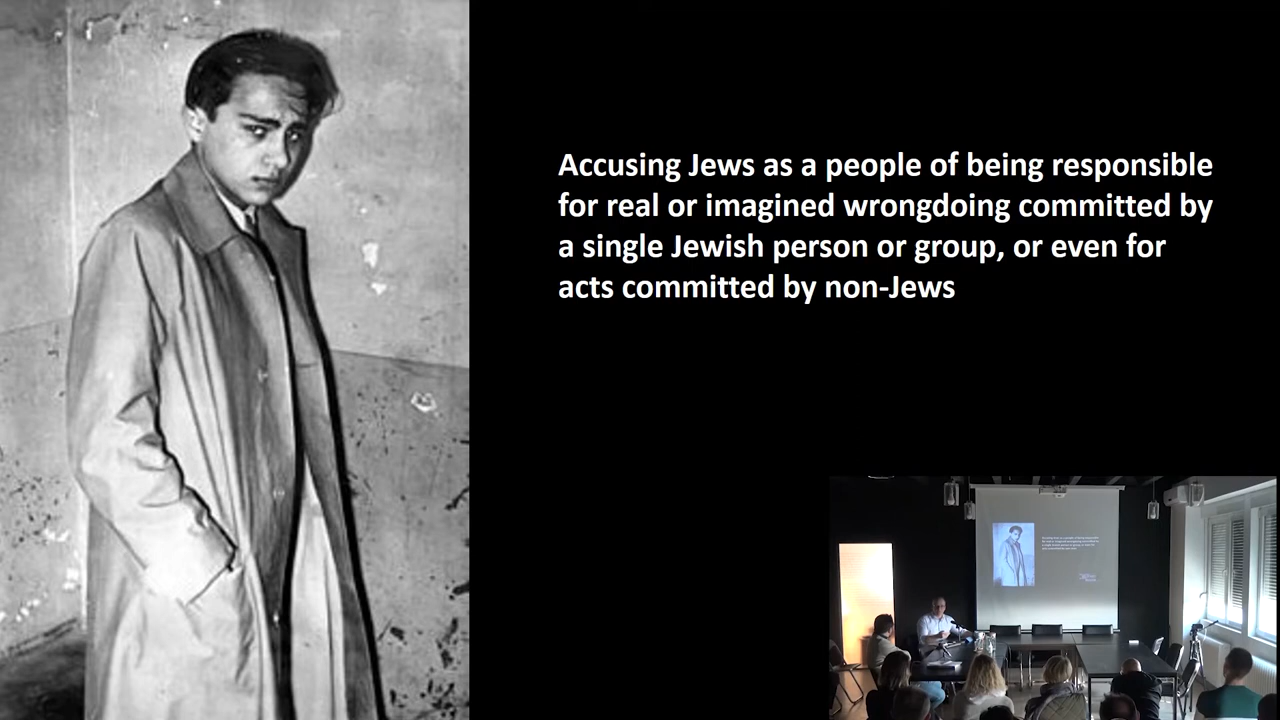 Accusing Jews as a people of being responsible
for real or imagined wrongdoing committed by
a single Jewish person or group, or even for
acts committed by non-Jews